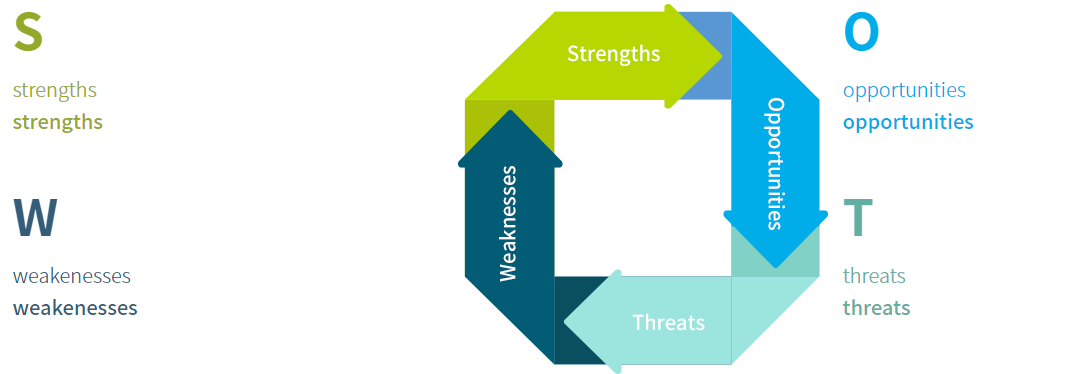 S
strengths
strengths
W
weakenesses
weakenesses
Strengths
Opportunities
Weaknesses
Threats
O
opportunities
opportunities
T
threats
threats